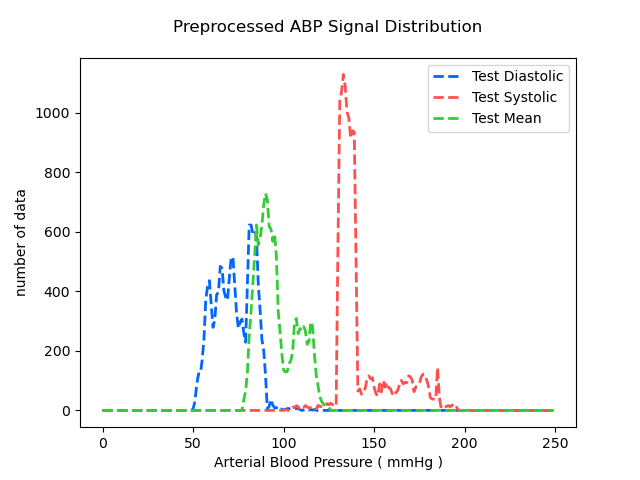 Preprocessed ABP Signal Distribution
Test Diastolic
Test Systolic
Test Mean
1000
800
600
400
200
0
number of data
0 50 100 150 200 250
Arterial Blood Pressure ( mmHg )